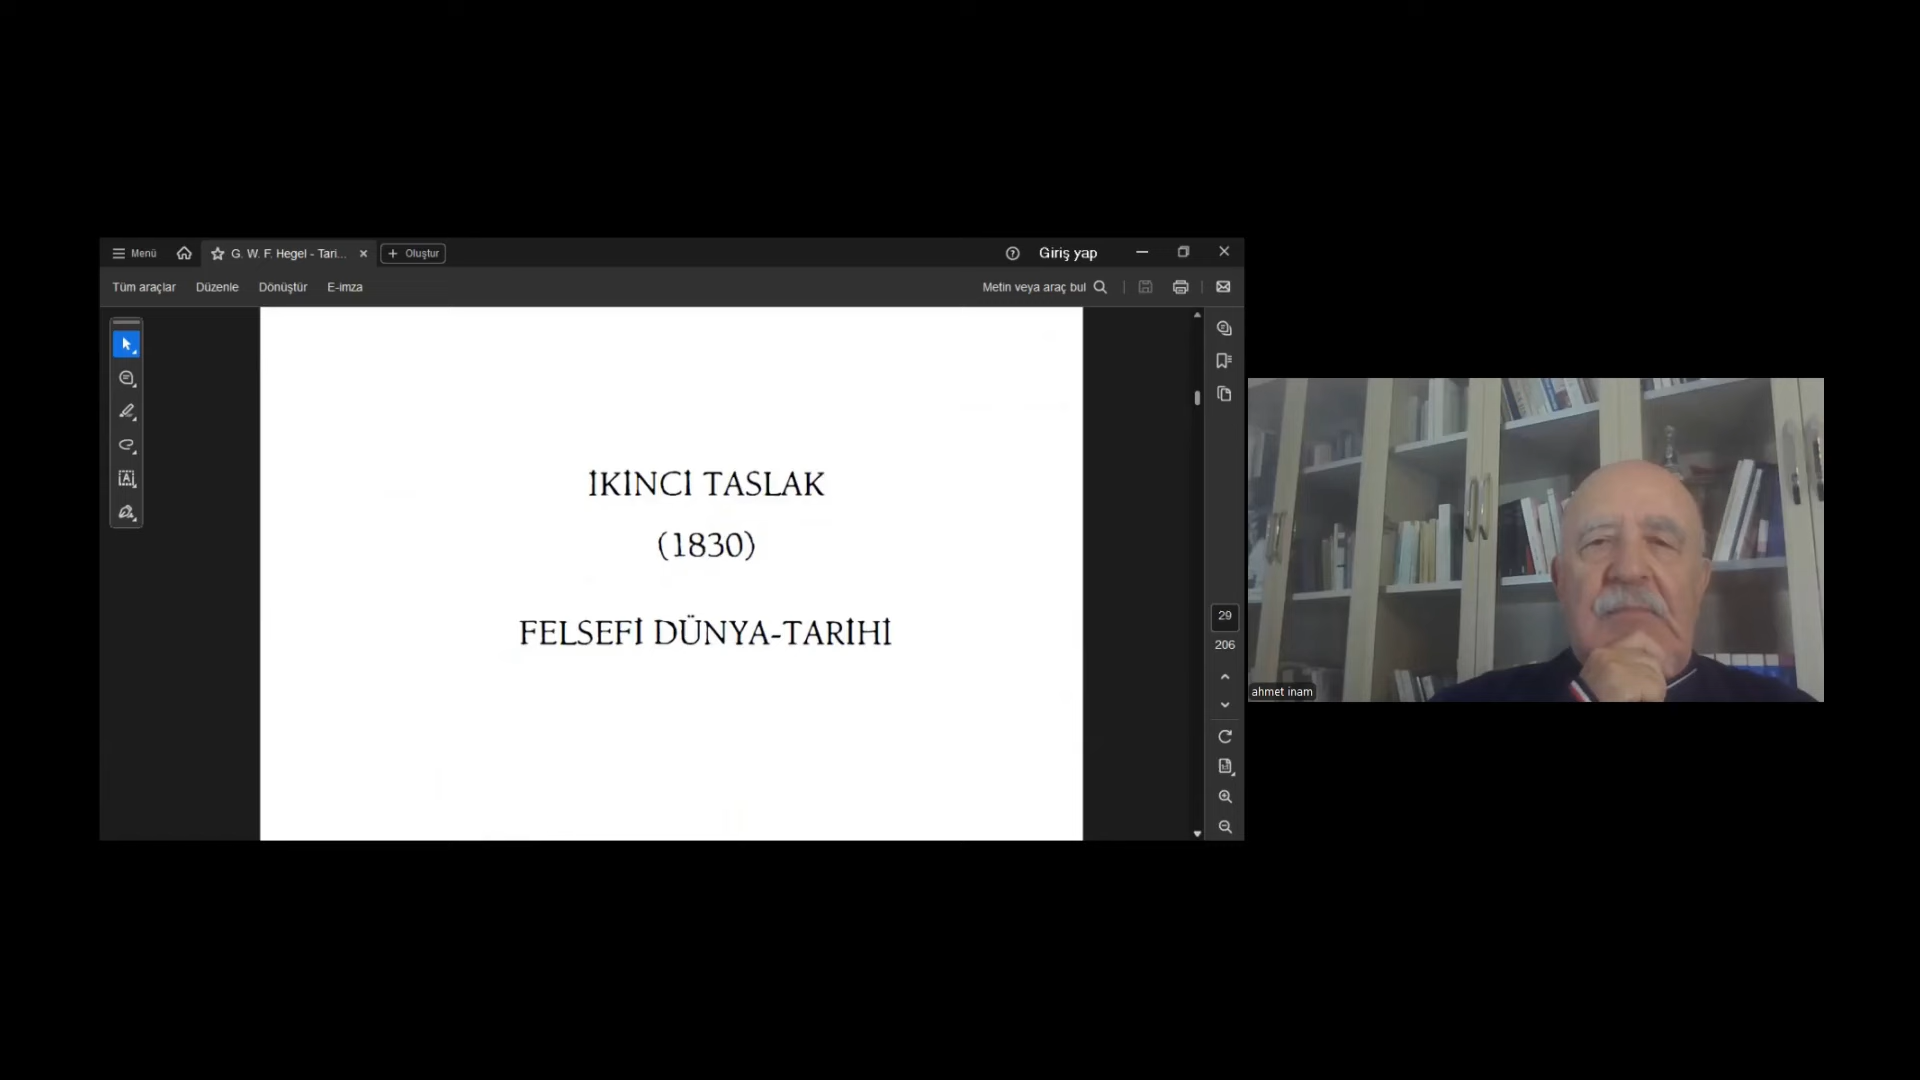 Menü
G. W. F. Hegel - Tari...
Oluştur
Giriş yap
Tüm araçlar
Düzenle
Dönüştür
E-imza
Metin veya araç bul
İKİNCİ TASLAK
(1830)
FELSEFİ DÜNYA-TARİHİ
29
206
ahmet inam